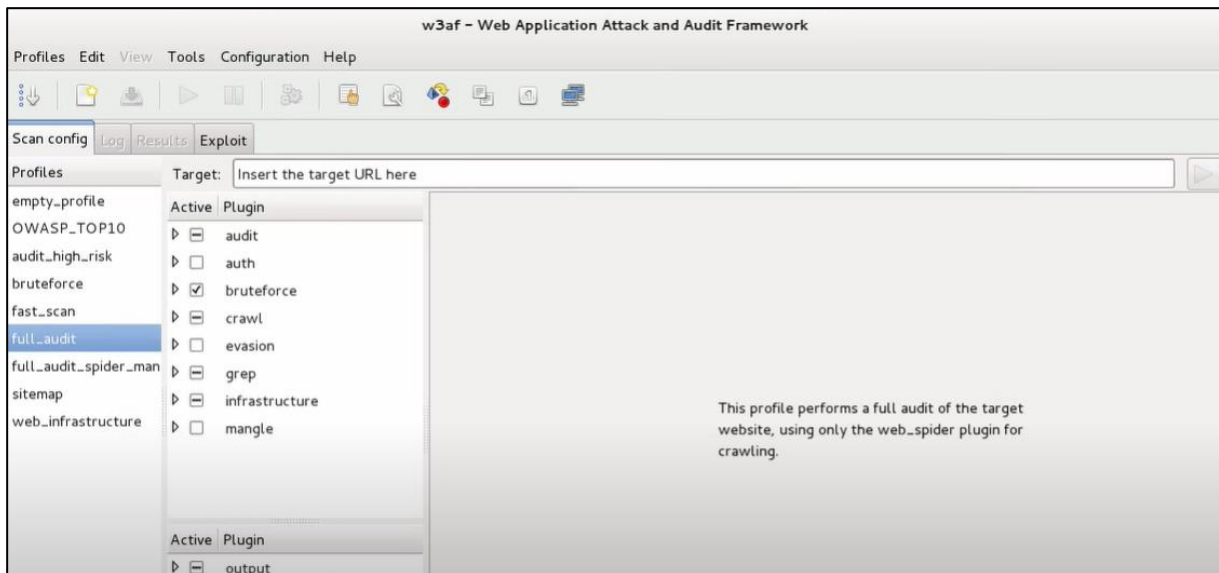 w3af - Web Application Attack and Audit Framework
Profiles Edit View Tools Configuration Help
Scan config Log Results Exploit
Profiles
empty_profile
OWASP_TOP10
audit_high_risk
bruteforce
fast_scan
full_audit
full_audit_spider_man
sitemap
web_infrastructure
Target: Insert the target URL here
Active Plugin
audit
auth
bruteforce
crawl
evasion
grep
infrastructure
mangle
Active Plugin
output
This profile performs a full audit of the target
website, using only the web_spider plugin for
crawling.